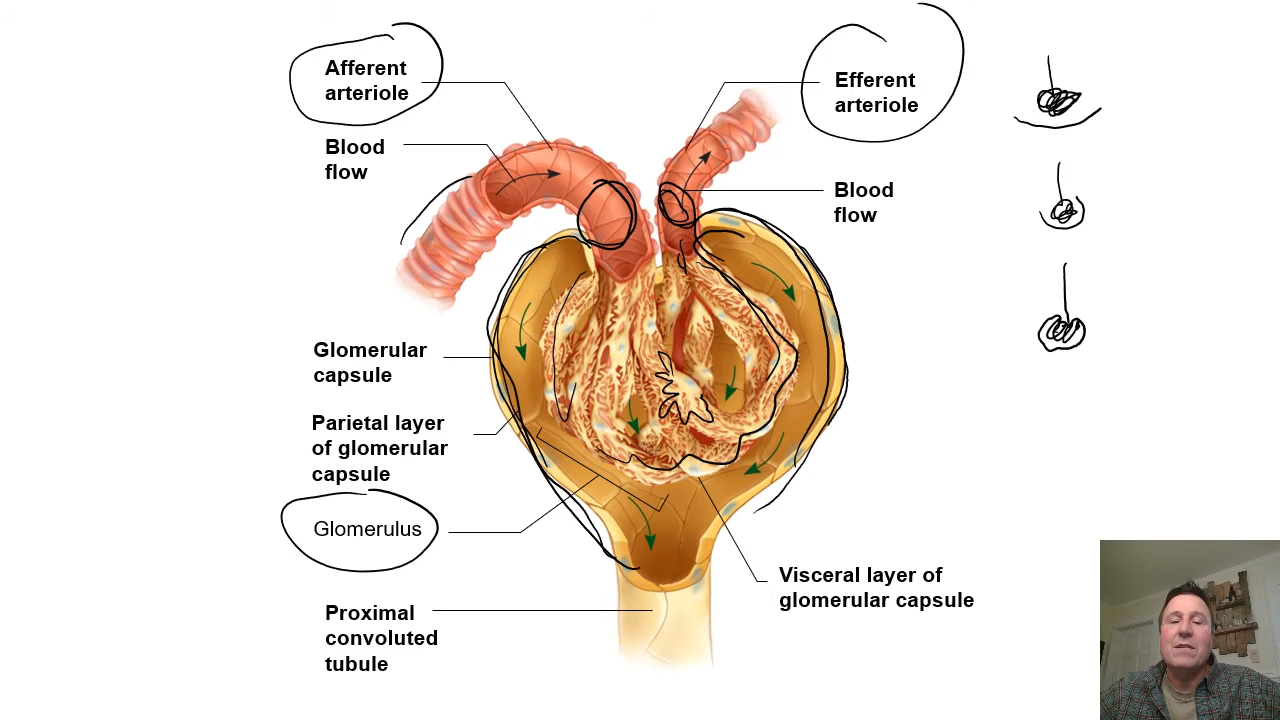 Afferent
arteriole
Blood
flow
Efferent
arteriole
Blood
flow
Glomerular
capsule
Parietal layer
of glomerular
capsule
Glomerulus
Proximal
convoluted
tubule
Visceral layer of
glomerular capsule